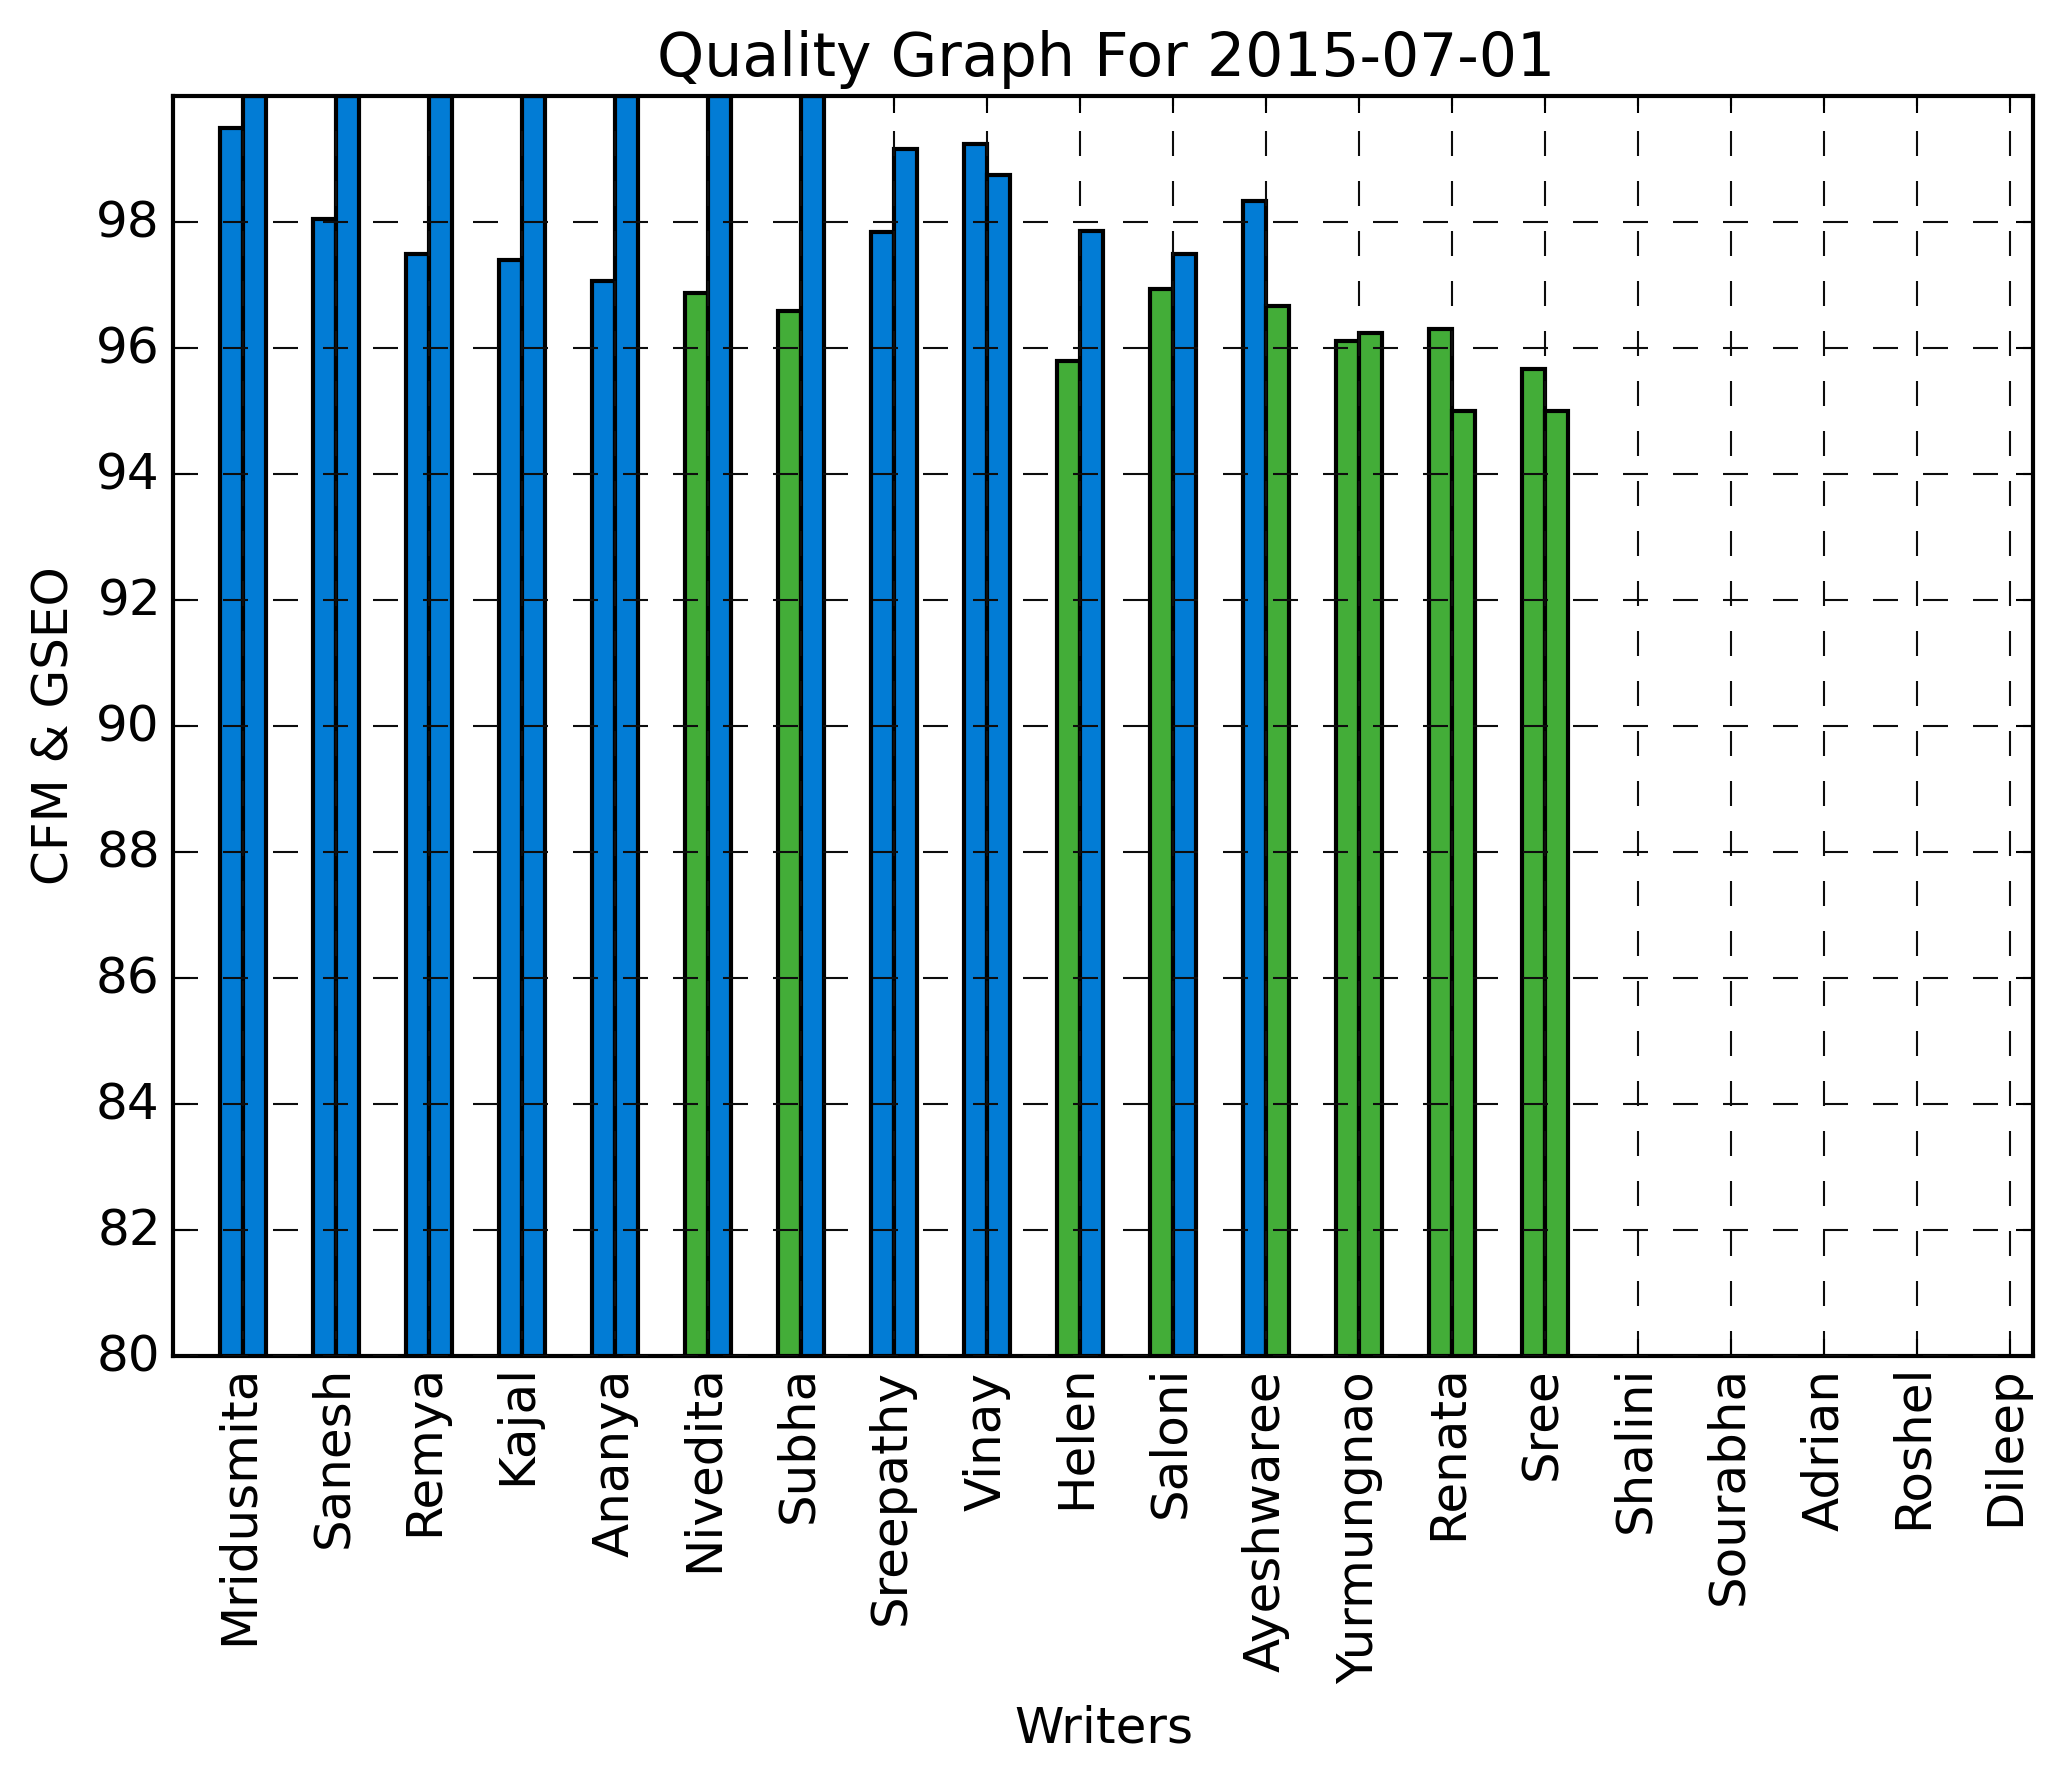 Quality Graph For 2015-07-01
98
96
94
92
90
88
86
84
82
80
CFM & GSEO
Mridusmita
Sanesh
Remya
Kajal
Ananya
Nivedita
Subha
Sreepathy
Vinay
Helen
Saloni
Ayeshwaree
Yurmungnao
Renata
Sree
Shalini
Sourabha
Adrian
Roshel
Dileep
Writers